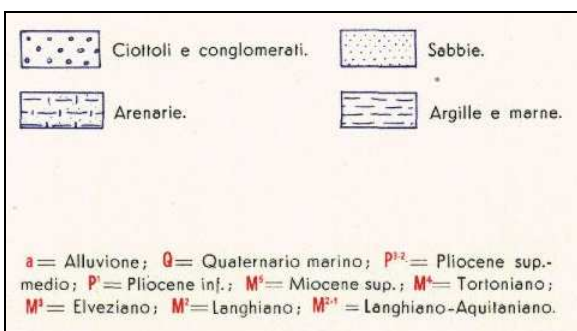 Ciottoli e conglomerati. Sabbie.
Arenarie. Argille e marne.
a = Alluvione; Q = Quaternario marino; P³⁻² = Pliocene sup.-
medio; P¹ = Pliocene inf.; M⁵ = Miocene sup.; M⁴ = Tortoniano;
M³ = Elveziano; M² = Langhiano; M²⁻¹ = Langhiano-Aquitaniano.